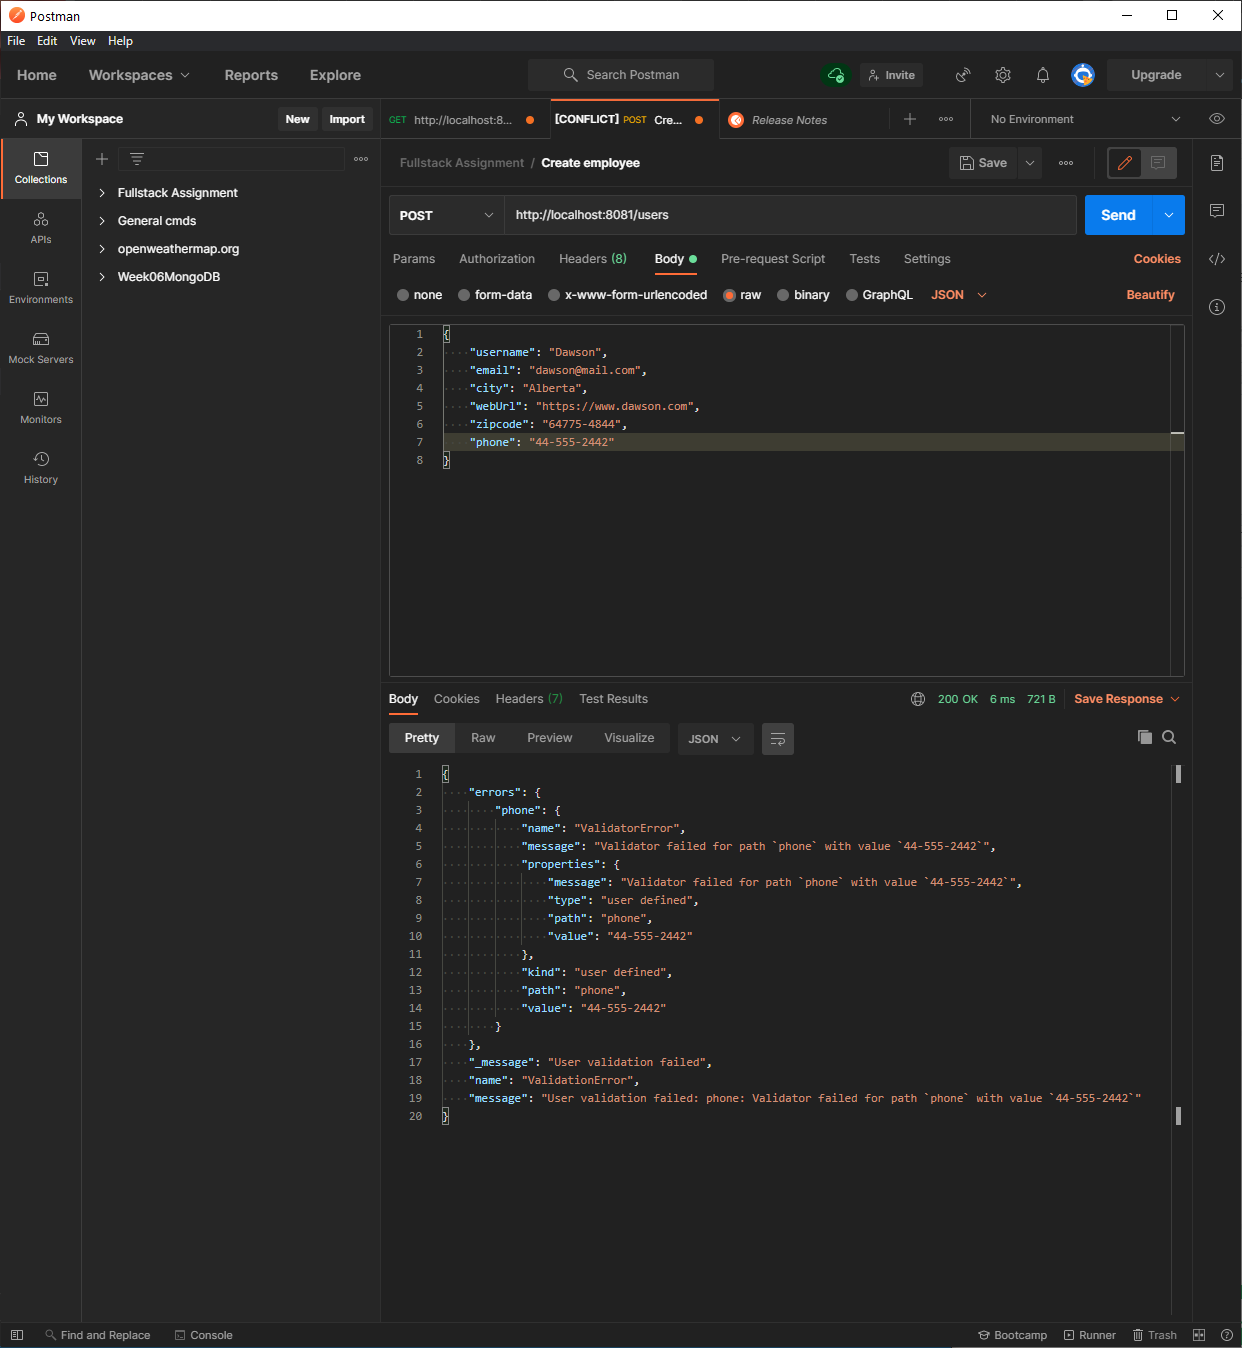 Postman
File Edit View Help
Home Workspaces Reports Explore Search Postman Invite Upgrade
My Workspace New Import GET http://localhost:8... [CONFLICT] POST Cre... Release Notes No Environment
Collections
APIs
Environments
Mock Servers
Monitors
History
Fullstack Assignment
General cmds
openweathermap.org
Week06MongoDB
Fullstack Assignment / Create employee Save
POST http://localhost:8081/users Send
Params Authorization Headers (8) Body Pre-request Script Tests Settings Cookies
none form-data x-www-form-urlencoded raw binary GraphQL JSON Beautify
1 {
2 "username": "Dawson",
3 "email": "dawson@mail.com",
4 "city": "Alberta",
5 "webUrl": "https://www.dawson.com",
6 "zipcode": "64775-4844",
7 "phone": "44-555-2442"
8 }
Body Cookies Headers (7) Test Results 200 OK 6 ms 721 B Save Response
Pretty Raw Preview Visualize JSON
1 {
2 "errors": {
3 "phone": {
4 "name": "ValidatorError",
5 "message": "Validator failed for path `phone` with value `44-555-2442`",
6 "properties": {
7 "message": "Validator failed for path `phone` with value `44-555-2442`",
8 "type": "user defined",
9 "path": "phone",
10 "value": "44-555-2442"
11 },
12 "kind": "user defined",
13 "path": "phone",
14 "value": "44-555-2442"
15 }
16 },
17 "_message": "User validation failed",
18 "name": "ValidationError",
19 "message": "User validation failed: phone: Validator failed for path `phone` with value `44-555-2442`"
20 }
Find and Replace Console Bootcamp Runner Trash